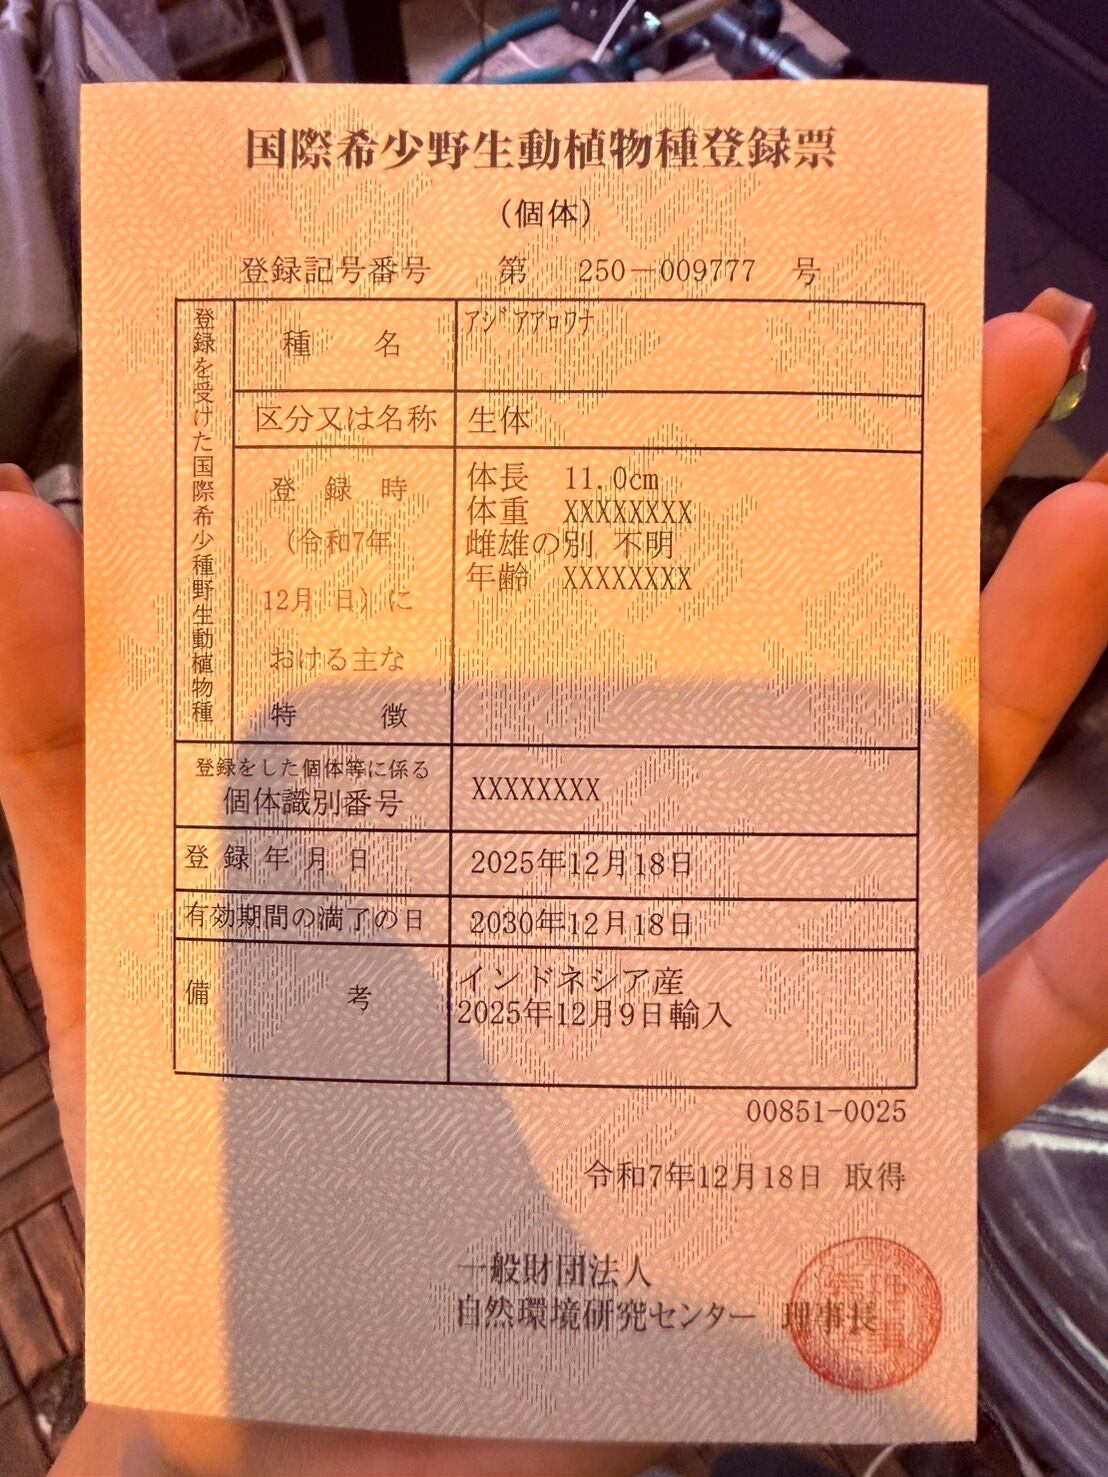 国際希少野生動植物種登録票
(個体)
登録記号番号 第 250－009777 号
登録を受けた国際希少種野生動植物種
種 名 ｱｼﾞｱｱﾛﾜﾅ
区分又は名称 生体
登録時
(令和7年
12月 日)に
おける主な
特徴
体長 11.0cm
体重 XXXXXXXX
雌雄の別 不明
年齢 XXXXXXXX
登録をした個体等に係る
個体識別番号 XXXXXXXX
登録年月日 2025年12月18日
有効期間の満了の日 2030年12月18日
備考 インドネシア産
2025年12月9日輸入
00851-0025
令和7年12月18日 取得
一般財団法人
自然環境研究センター 理事長